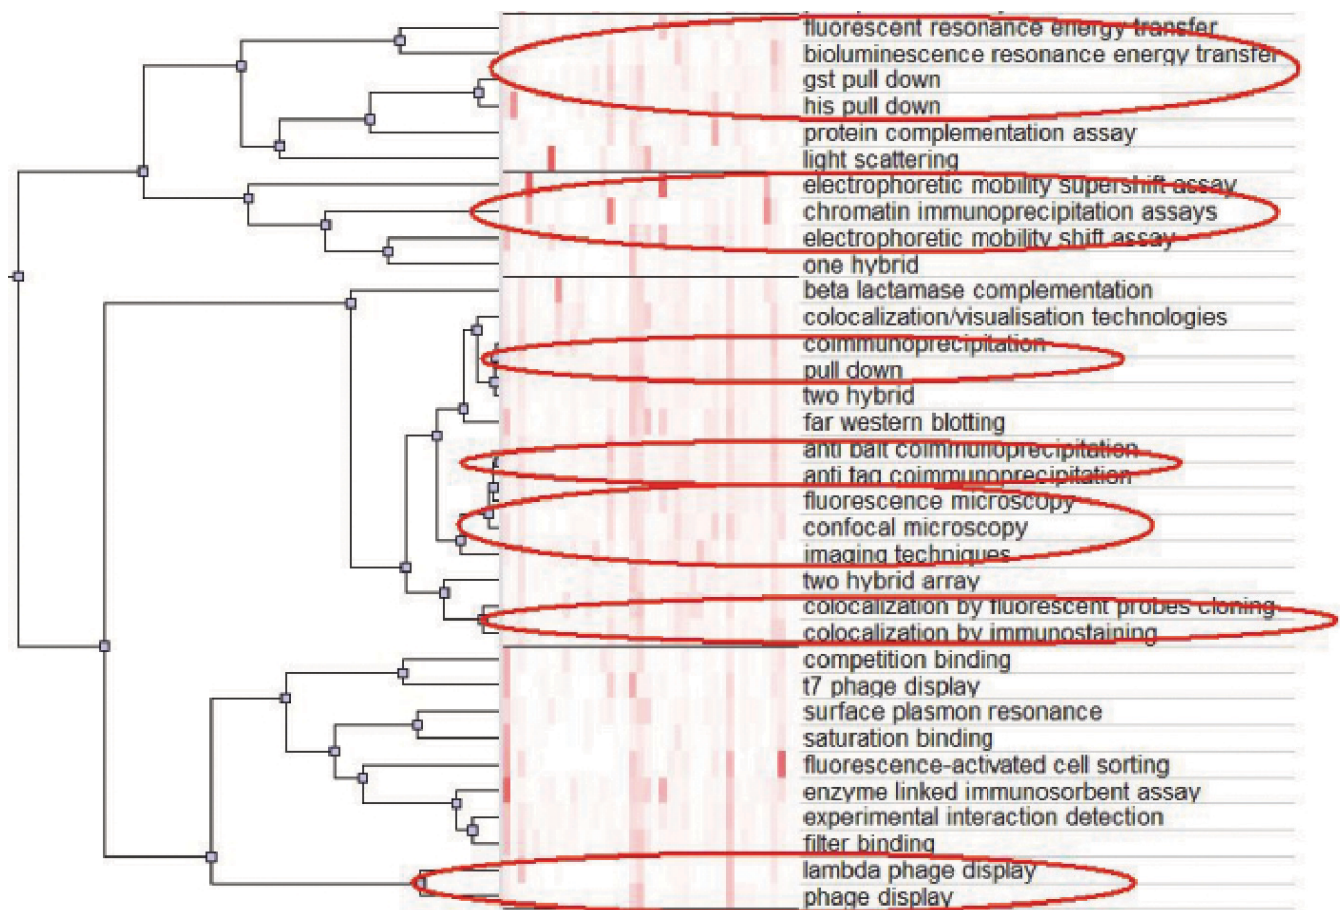 fluorescent resonance energy transfer
bioluminescence resonance energy transfer
gst pull down
his pull down
protein complementation assay
light scattering
electrophoretic mobility supershift assay
chromatin immunoprecipitation assays
electrophoretic mobility shift assay
one hybrid
beta lactamase complementation
colocalization/visualisation technologies
coimmunoprecipitation
pull down
two hybrid
far western blotting
anti bait coimmunoprecipitation
anti tag coimmunoprecipitation
fluorescence microscopy
confocal microscopy
imaging techniques
two hybrid array
colocalization by fluorescent probes cloning
colocalization by immunostaining
competition binding
t7 phage display
surface plasmon resonance
saturation binding
fluorescence-activated cell sorting
enzyme linked immunosorbent assay
experimental interaction detection
filter binding
lambda phage display
phage display